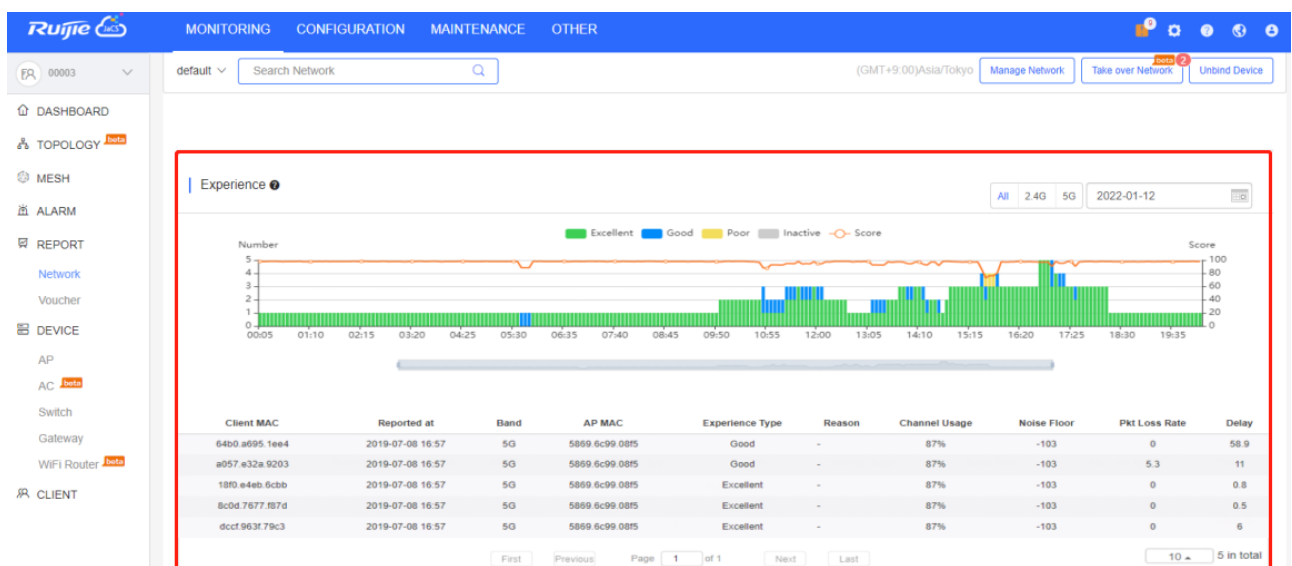 Ruijie JaCS MONITORING CONFIGURATION MAINTENANCE OTHER 9
00003 default Search Network (GMT+9:00)Asia/Tokyo Manage Network Take over Network beta 2 Unbind Device
DASHBOARD
TOPOLOGY beta
MESH
ALARM
REPORT
Network
Voucher
DEVICE
AP
AC beta
Switch
Gateway
WiFi Router beta
CLIENT
Experience
All 2.4G 5G 2022-01-12
Excellent Good Poor Inactive Score
Number Score
5 100
4 80
3 60
2 40
1 20
0 0
00:05 01:10 02:15 03:20 04:25 05:30 06:35 07:40 08:45 09:50 10:55 12:00 13:05 14:10 15:15 16:20 17:25 18:30 19:35
Client MAC Reported at Band AP MAC Experience Type Reason Channel Usage Noise Floor Pkt Loss Rate Delay
64b0.a695.1ee4 2019-07-08 16:57 5G 5869.6c99.08f5 Good - 87% -103 0 58.9
a057.e32a.9203 2019-07-08 16:57 5G 5869.6c99.08f5 Good - 87% -103 5.3 11
18f0.e4eb.6cbb 2019-07-08 16:57 5G 5869.6c99.08f5 Excellent - 87% -103 0 0.8
8c0d.7677.f87d 2019-07-08 16:57 5G 5869.6c99.08f5 Excellent - 87% -103 0 0.5
dccf.963f.79c3 2019-07-08 16:57 5G 5869.6c99.08f5 Excellent - 87% -103 0 6
First Previous Page 1 of 1 Next Last 10 5 in total